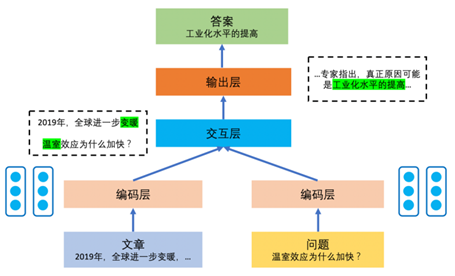 答案
工业化水平的提高
输出层
...专家指出，真正原因可能
是工业化水平的提高...
2019年，全球进一步变暖
温室效应为什么加快？
交互层
编码层
编码层
文章
2019年，全球进一步变暖，...
问题
温室效应为什么加快？